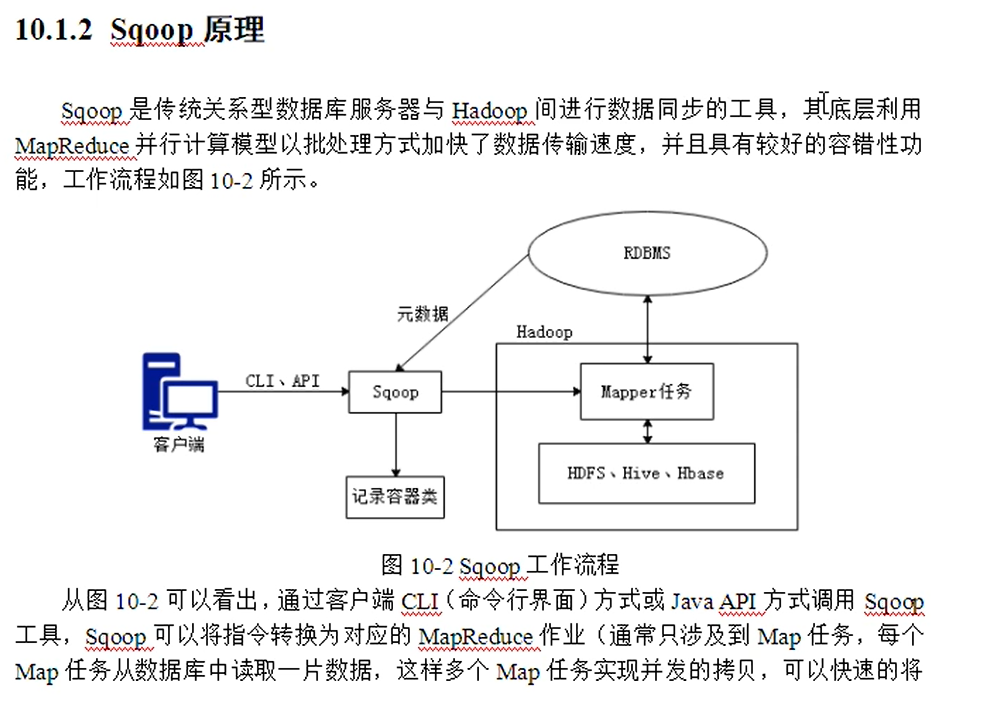 10.1.2 Sqoop 原理
Sqoop 是传统关系型数据库服务器与 Hadoop 间进行数据同步的工具，其底层利用
MapReduce 并行计算模型以批处理方式加快了数据传输速度，并且具有较好的容错性功
能，工作流程如图 10-2 所示。
RDBMS
元数据
Hadoop
CLI、API
Sqoop
Mapper任务
客户端
HDFS、Hive、Hbase
记录容器类
图 10-2 Sqoop 工作流程
从图 10-2 可以看出，通过客户端 CLI（命令行界面）方式或 Java API 方式调用 Sqoop
工具，Sqoop 可以将指令转换为对应的 MapReduce 作业（通常只涉及到 Map 任务，每个
Map 任务从数据库中读取一片数据，这样多个 Map 任务实现并发的拷贝，可以快速的将